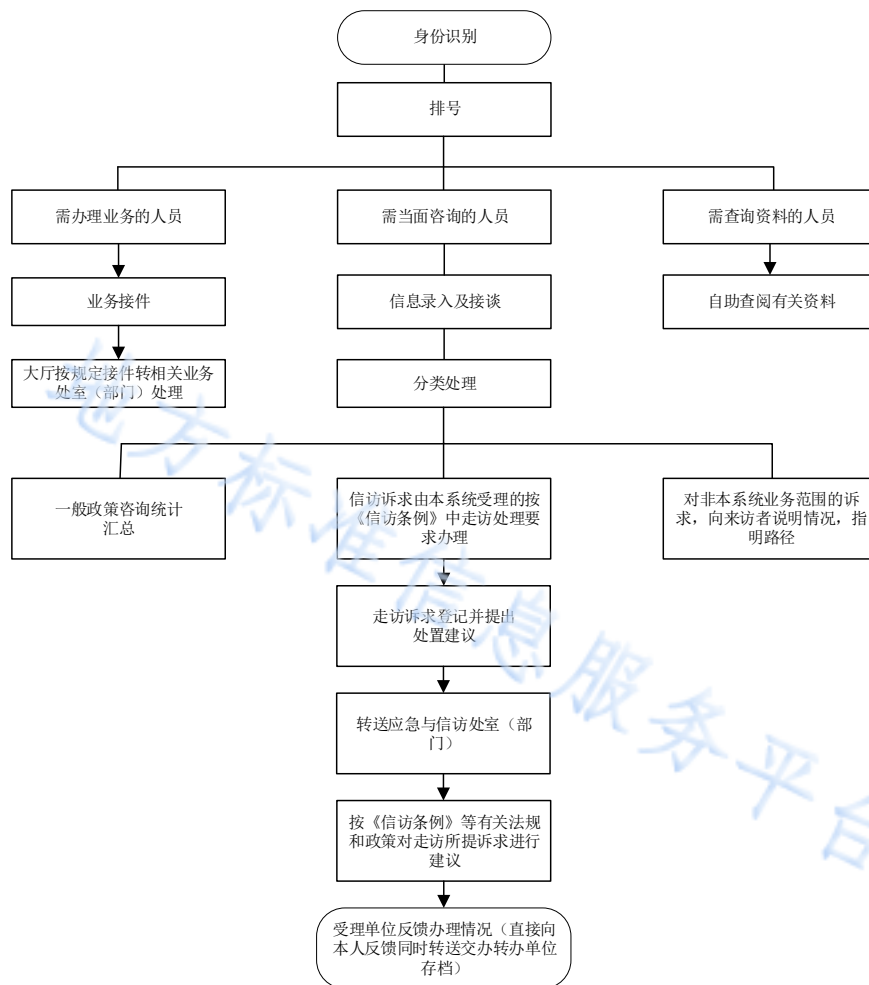 身份识别
排号
需办理业务的人员
需当面咨询的人员
需查询资料的人员
业务接件
信息录入及接谈
自助查阅有关资料
大厅按规定接件转相关业务
处室（部门）处理
分类处理
一般政策咨询统计
汇总
信访诉求由本系统受理的按
《信访条例》中走访处理要
求办理
对非本系统业务范围的诉
求，向来访者说明情况，指
明路径
走访诉求登记并提出
处置建议
转送应急与信访处室（部
门）
按《信访条例》等有关法规
和政策对走访所提诉求进行
建议
受理单位反馈办理情况（直接向
本人反馈同时转送交办转办单位
存档）
地方标准信息服务平台